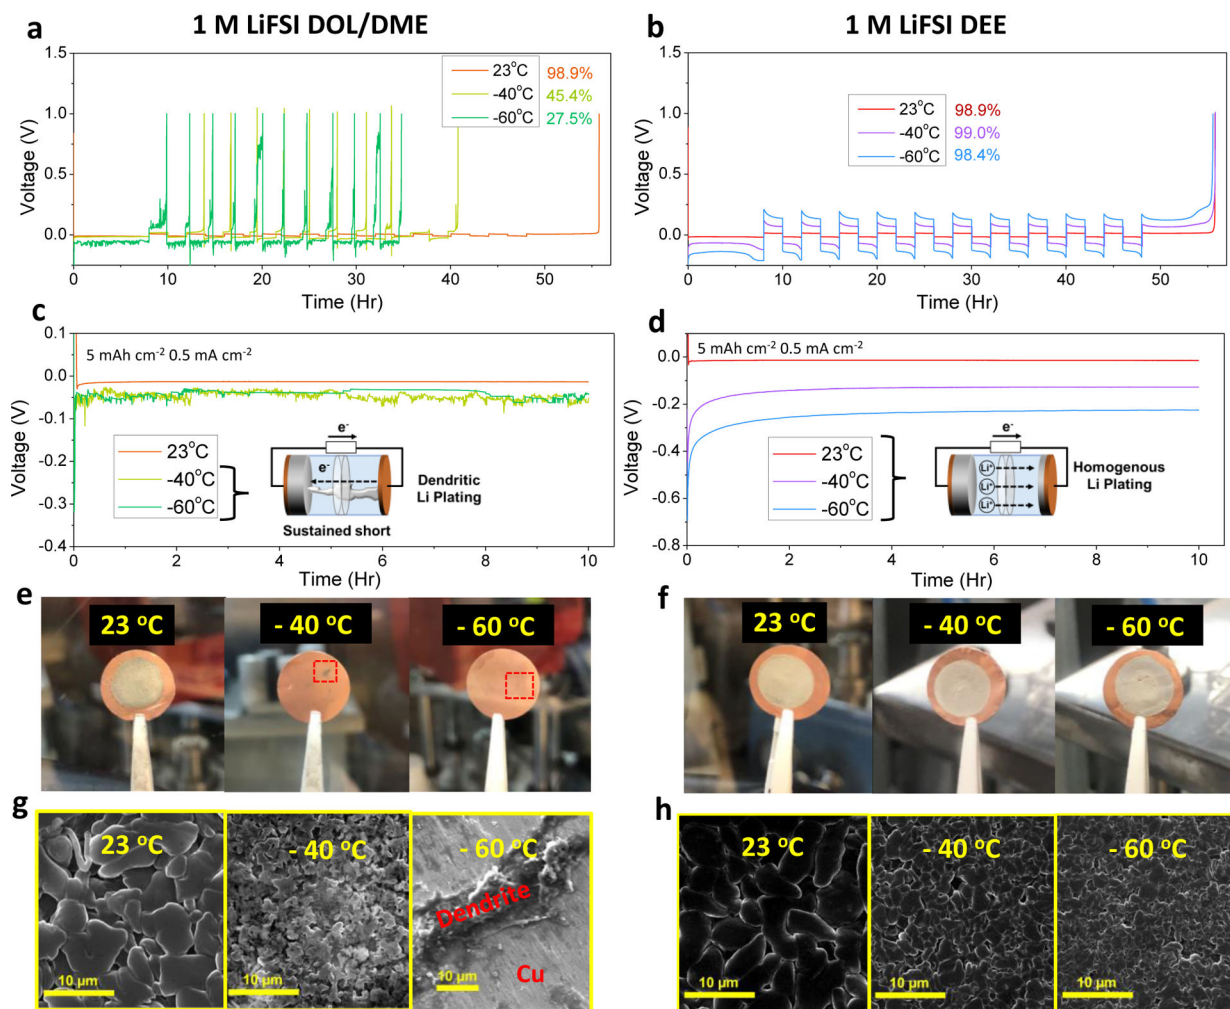 1 M LiFSI DOL/DME
1 M LiFSI DEE
a
Voltage (V)
1.5
1.0
0.5
0.0
0
10
20
30
40
50
Time (Hr)
23°C 98.9%
-40°C 45.4%
-60°C 27.5%
b
Voltage (V)
1.5
1.0
0.5
0.0
0
10
20
30
40
50
Time (Hr)
23°C 98.9%
-40°C 99.0%
-60°C 98.4%
c
Voltage (V)
0.1
0.0
-0.1
-0.2
-0.3
-0.4
0
2
4
6
8
10
Time (Hr)
5 mAh cm⁻² 0.5 mA cm⁻²
23°C
-40°C
-60°C
e⁻
e⁻
Dendritic
Li Plating
Sustained short
d
Voltage (V)
0.0
-0.2
-0.4
-0.6
-0.8
0
2
4
6
8
10
Time (Hr)
5 mAh cm⁻² 0.5 mA cm⁻²
23°C
-40°C
-60°C
e⁻
Li⁺
Li⁺
Li⁺
Homogenous
Li Plating
e
23 °C
- 40 °C
- 60 °C
f
23 °C
- 40 °C
- 60 °C
g
23 °C
10 µm
- 40 °C
10 µm
- 60 °C
Dendrite
Cu
10 µm
h
23 °C
10 µm
- 40 °C
10 µm
- 60 °C
10 µm